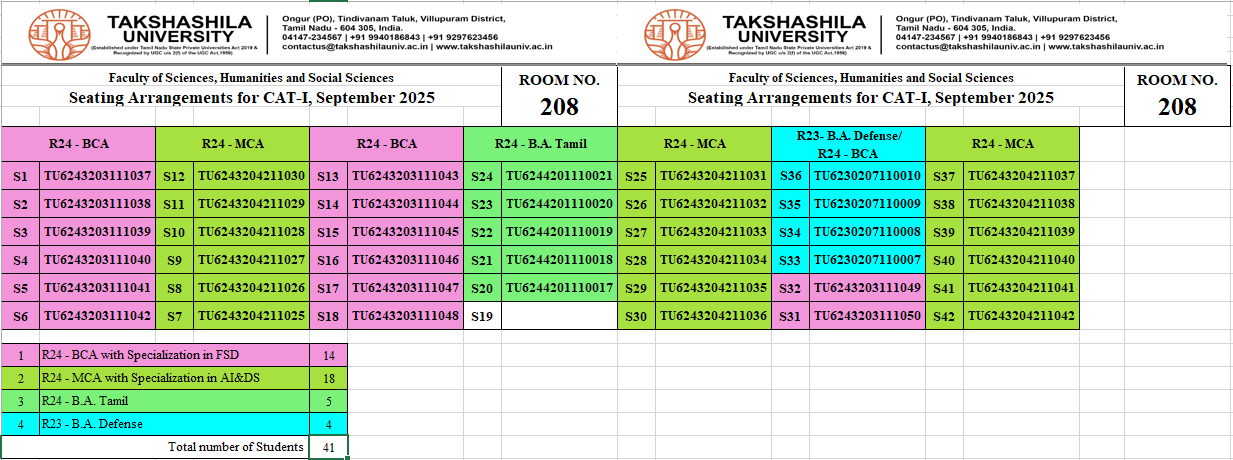 TAKSHASHILA
UNIVERSITY
(Established under Tamil Nadu State Private Universities Act 2019 &
Recognized by UGC u/s 2(f) of the UGC Act,1956)
Ongur (PO), Tindivanam Taluk, Villupuram District,
Tamil Nadu - 604 305, India.
04147-234567 | +91 9940186843 | +91 9297623456
contactus@takshashilauniv.ac.in | www.takshashilauniv.ac.in
TAKSHASHILA
UNIVERSITY
(Established under Tamil Nadu State Private Universities Act 2019 &
Recognized by UGC u/s 2(f) of the UGC Act,1956)
Ongur (PO), Tindivanam Taluk, Villupuram District,
Tamil Nadu - 604 305, India.
04147-234567 | +91 9940186843 | +91 9297623456
contactus@takshashilauniv.ac.in | www.takshashilauniv.ac.in
Faculty of Sciences, Humanities and Social Sciences
Seating Arrangements for CAT-I, September 2025
ROOM NO.
208
Faculty of Sciences, Humanities and Social Sciences
Seating Arrangements for CAT-I, September 2025
ROOM NO.
208
R24 - BCA R24 - MCA R24 - BCA R24 - B.A. Tamil R24 - MCA R23- B.A. Defense/ R24 - BCA R24 - MCA
S1 TU6243203111037 S12 TU6243204211030 S13 TU6243203111043 S24 TU6244201110021 S25 TU6243204211031 S36 TU6230207110010 S37 TU6243204211037
S2 TU6243203111038 S11 TU6243204211029 S14 TU6243203111044 S23 TU6244201110020 S26 TU6243204211032 S35 TU6230207110009 S38 TU6243204211038
S3 TU6243203111039 S10 TU6243204211028 S15 TU6243203111045 S22 TU6244201110019 S27 TU6243204211033 S34 TU6230207110008 S39 TU6243204211039
S4 TU6243203111040 S9 TU6243204211027 S16 TU6243203111046 S21 TU6244201110018 S28 TU6243204211034 S33 TU6230207110007 S40 TU6243204211040
S5 TU6243203111041 S8 TU6243204211026 S17 TU6243203111047 S20 TU6244201110017 S29 TU6243204211035 S32 TU6243203111049 S41 TU6243204211041
S6 TU6243203111042 S7 TU6243204211025 S18 TU6243203111048 S19 S30 TU6243204211036 S31 TU6243203111050 S42 TU6243204211042
1 R24 - BCA with Specialization in FSD 14
2 R24 - MCA with Specialization in AI&DS 18
3 R24 - B.A. Tamil 5
4 R23 - B.A. Defense 4
Total number of Students 41